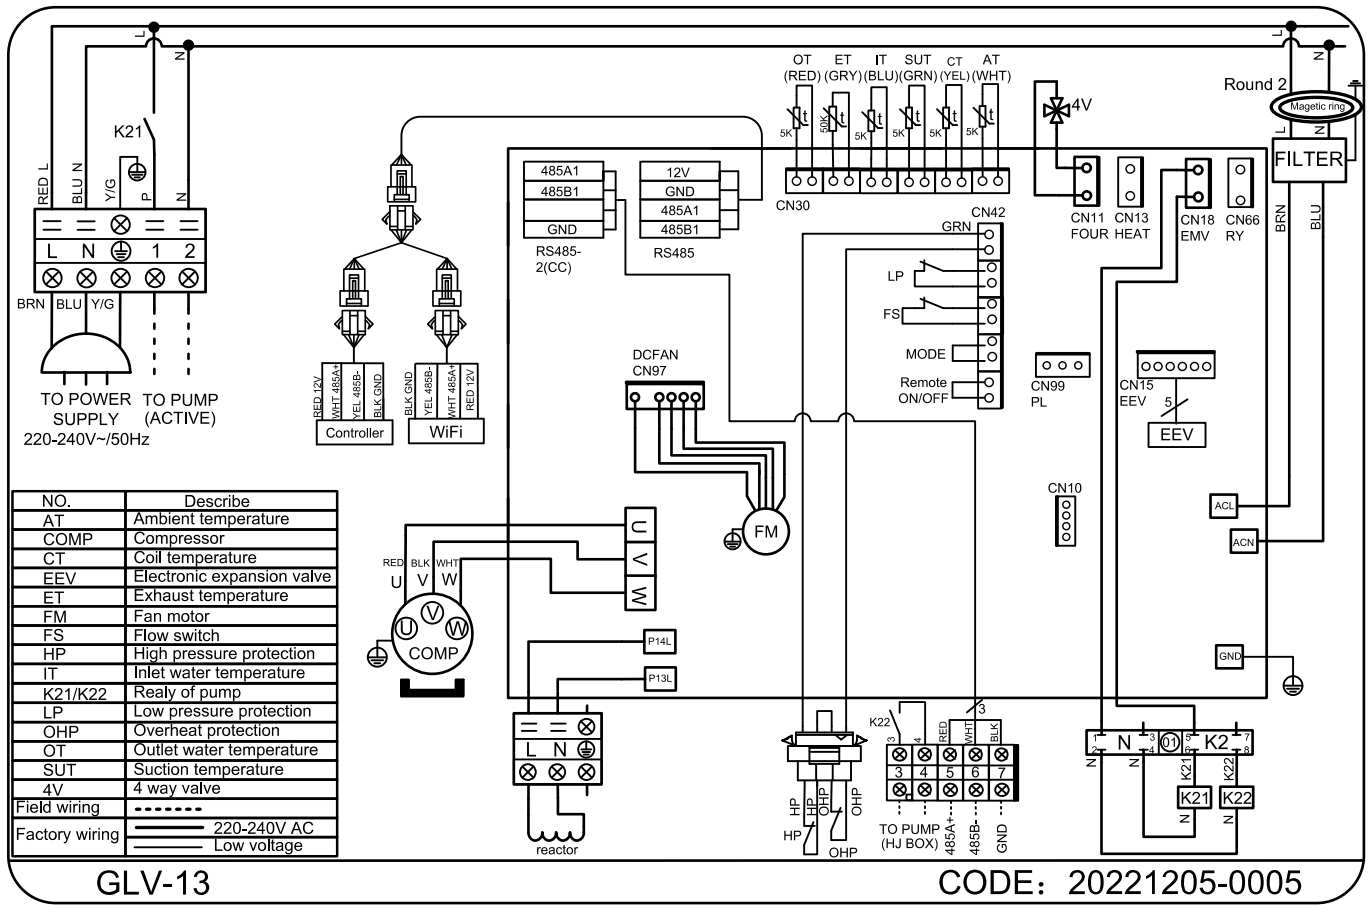 L
N
L
N
K21
RED L
BLU N
Y/G
P
N
L N 1 2
BRN BLU Y/G
TO POWER
SUPPLY
220-240V~/50Hz
TO PUMP
(ACTIVE)
RED 12V
WHT 485A+
YEL 485B-
BLK GND
Controller
BLK GND
YEL 485B-
WHT 485A+
RED 12V
WiFi
485A1
485B1
GND
RS485-
2(CC)
12V
GND
485A1
485B1
RS485
OT ET IT SUT CT AT
(RED) (GRY) (BLU) (GRN) (YEL) (WHT)
t t t t t t
5K 50K 5K 5K 5K 5K
CN30
4V
CN11
FOUR
CN13
HEAT
CN18
EMV
CN66
RY
Round 2
Magetic ring
L
N
FILTER
BRN
BLU
CN42
GRN
LP
FS
MODE
Remote
ON/OFF
DCFAN
CN97
FM
CN99
PL
CN15
EEV
5
EEV
CN10
ACL
ACN
GND
U
V
W
RED BLK WHT
U V W
V
U W
COMP
P14L
P13L
L N
reactor
HP
HP
OHP
OHP
HP
OHP
K22
3
4
RED
WHT
BLK
3
3 4 5 6 7
TO PUMP
(HJ BOX)
485A+
485B-
GND
1 3 5 7
N 01 K2
2 4 6 8
N
N
K21
K22
K21 K22
N
N
NO. Describe
AT Ambient temperature
COMP Compressor
CT Coil temperature
EEV Electronic expansion valve
ET Exhaust temperature
FM Fan motor
FS Flow switch
HP High pressure protection
IT Inlet water temperature
K21/K22 Realy of pump
LP Low pressure protection
OHP Overheat protection
OT Outlet water temperature
SUT Suction temperature
4V 4 way valve
Field wiring
Factory wiring 220-240V AC
Low voltage
GLV-13
CODE：20221205-0005